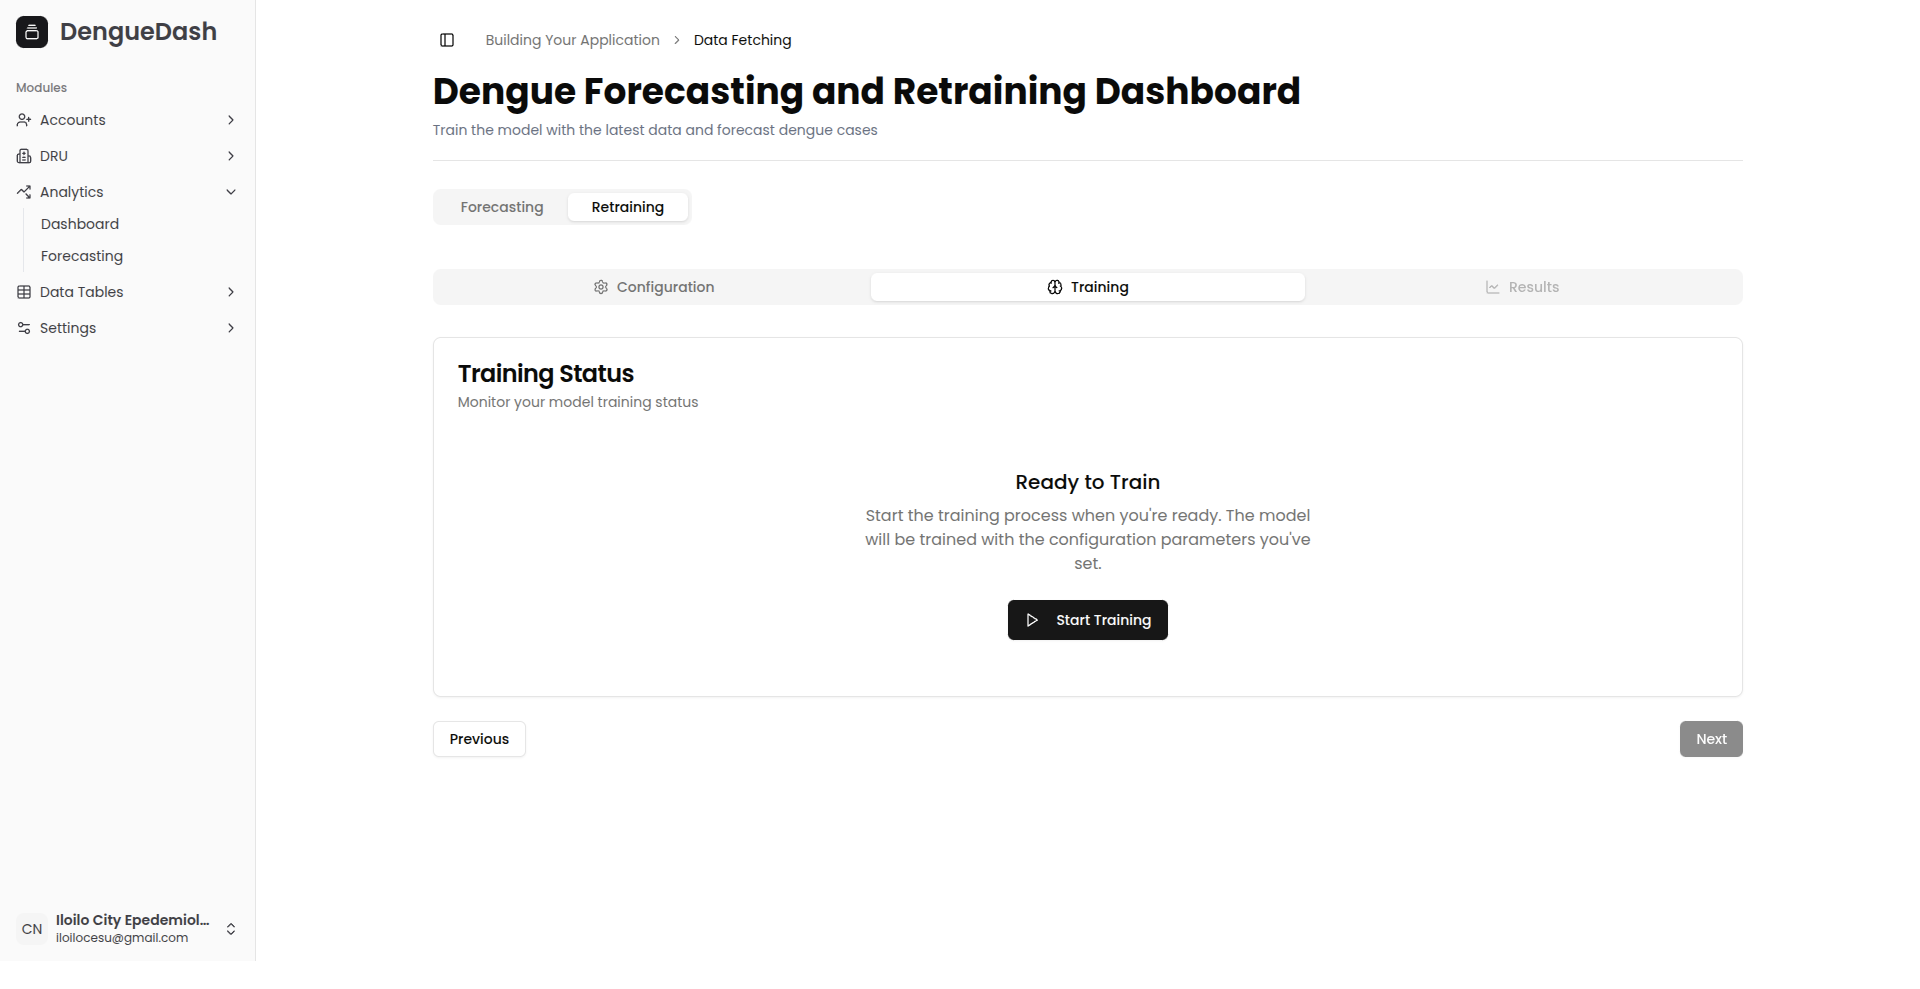 DengueDash
Modules
Accounts
DRU
Analytics
Dashboard
Forecasting
Data Tables
Settings
CN
Iloilo City Epedemiol...
iloilocesu@gmail.com
Building Your Application
Data Fetching
Dengue Forecasting and Retraining Dashboard
Train the model with the latest data and forecast dengue cases
Forecasting
Retraining
Configuration
Training
Results
Training Status
Monitor your model training status
Ready to Train
Start the training process when you're ready. The model
will be trained with the configuration parameters you've
set.
Start Training
Previous
Next